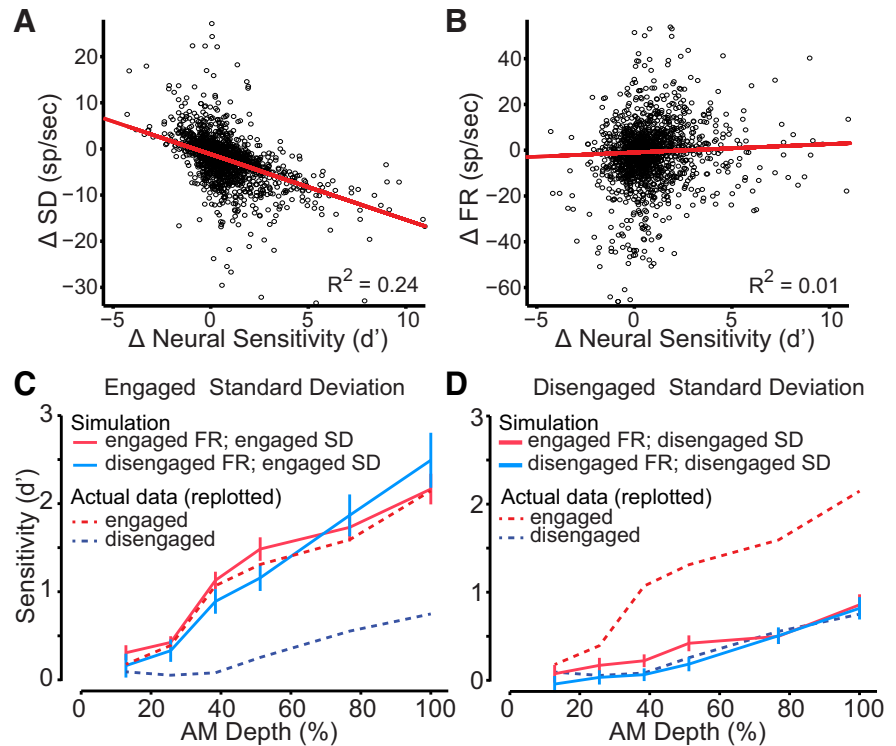 A
B
Δ SD (sp/sec)
20
10
0
−10
−20
−30
R² = 0.24
−5
0
5
10
Δ Neural Sensitivity (d’)
Δ FR (sp/sec)
40
20
0
−20
−40
−60
R² = 0.01
−5
0
5
10
Δ Neural Sensitivity (d’)
C
Engaged Standard Deviation
Simulation
engaged FR; engaged SD
disengaged FR; engaged SD
Actual data (replotted)
engaged
disengaged
Sensitivity (d’)
3
2
1
0
0
20
40
60
80
100
AM Depth (%)
D
Disengaged Standard Deviation
Simulation
engaged FR; disengaged SD
disengaged FR; disengaged SD
Actual data (replotted)
engaged
disengaged
3
2
1
0
0
20
40
60
80
100
AM Depth (%)